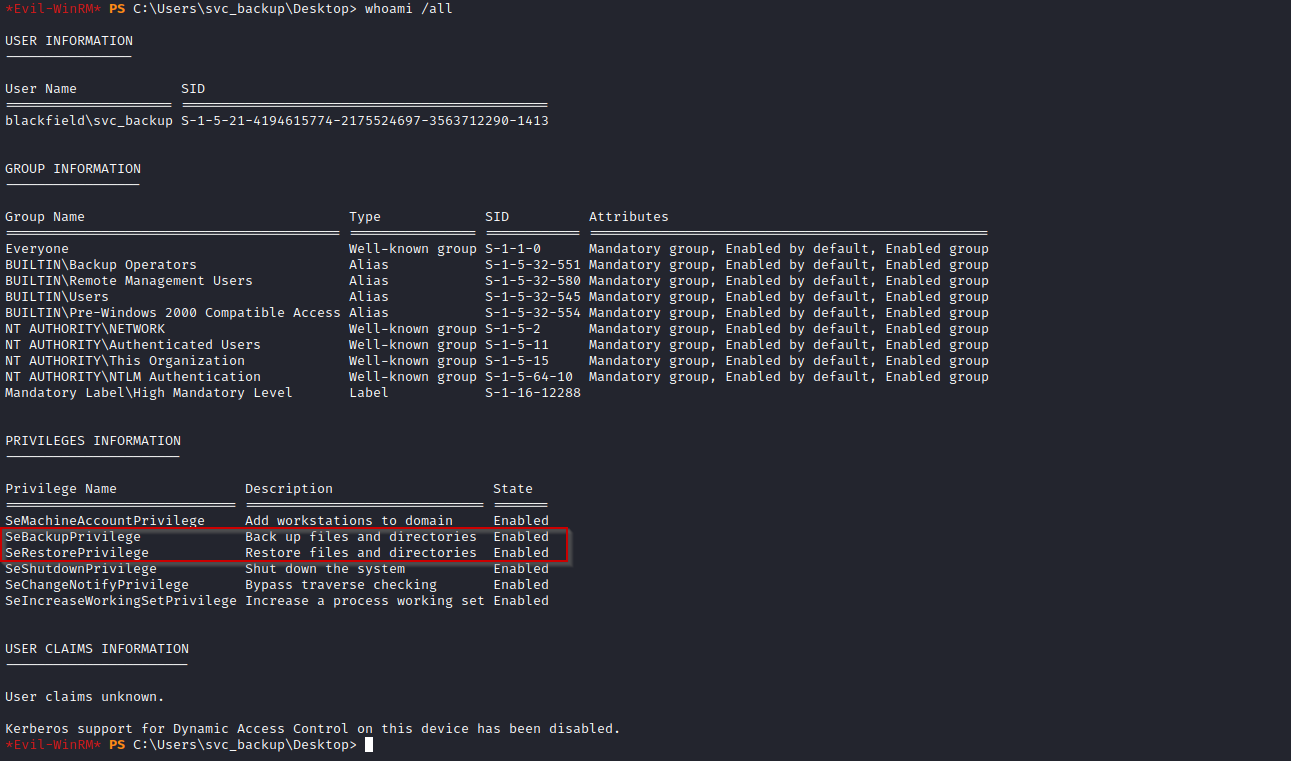 *Evil-WinRM* PS C:\Users\svc_backup\Desktop> whoami /all
USER INFORMATION
User Name SID
blackfield\svc_backup S-1-5-21-4194615774-2175524697-3563712290-1413
GROUP INFORMATION
Group Name Type SID Attributes
Everyone Well-known group S-1-1-0 Mandatory group, Enabled by default, Enabled group
BUILTIN\Backup Operators Alias S-1-5-32-551 Mandatory group, Enabled by default, Enabled group
BUILTIN\Remote Management Users Alias S-1-5-32-580 Mandatory group, Enabled by default, Enabled group
BUILTIN\Users Alias S-1-5-32-545 Mandatory group, Enabled by default, Enabled group
BUILTIN\Pre-Windows 2000 Compatible Access Alias S-1-5-32-554 Mandatory group, Enabled by default, Enabled group
NT AUTHORITY\NETWORK Well-known group S-1-5-2 Mandatory group, Enabled by default, Enabled group
NT AUTHORITY\Authenticated Users Well-known group S-1-5-11 Mandatory group, Enabled by default, Enabled group
NT AUTHORITY\This Organization Well-known group S-1-5-15 Mandatory group, Enabled by default, Enabled group
NT AUTHORITY\NTLM Authentication Well-known group S-1-5-64-10 Mandatory group, Enabled by default, Enabled group
Mandatory Label\High Mandatory Level Label S-1-16-12288
PRIVILEGES INFORMATION
Privilege Name Description State
SeMachineAccountPrivilege Add workstations to domain Enabled
SeBackupPrivilege Back up files and directories Enabled
SeRestorePrivilege Restore files and directories Enabled
SeShutdownPrivilege Shut down the system Enabled
SeChangeNotifyPrivilege Bypass traverse checking Enabled
SeIncreaseWorkingSetPrivilege Increase a process working set Enabled
USER CLAIMS INFORMATION
User claims unknown.
Kerberos support for Dynamic Access Control on this device has been disabled.
*Evil-WinRM* PS C:\Users\svc_backup\Desktop>